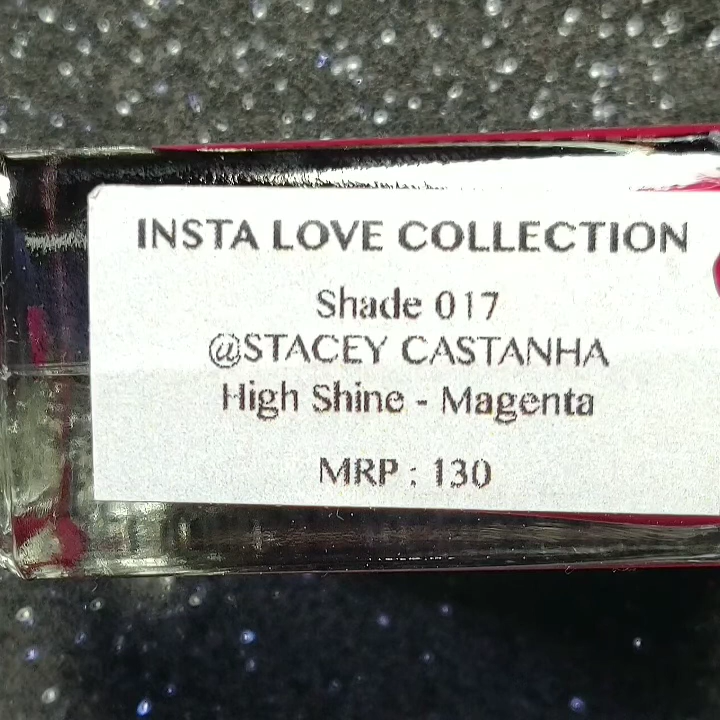 INSTA LOVE COLLECTION
Shade 017
@STACEY CASTANHA
High Shine - Magenta
MRP : 130